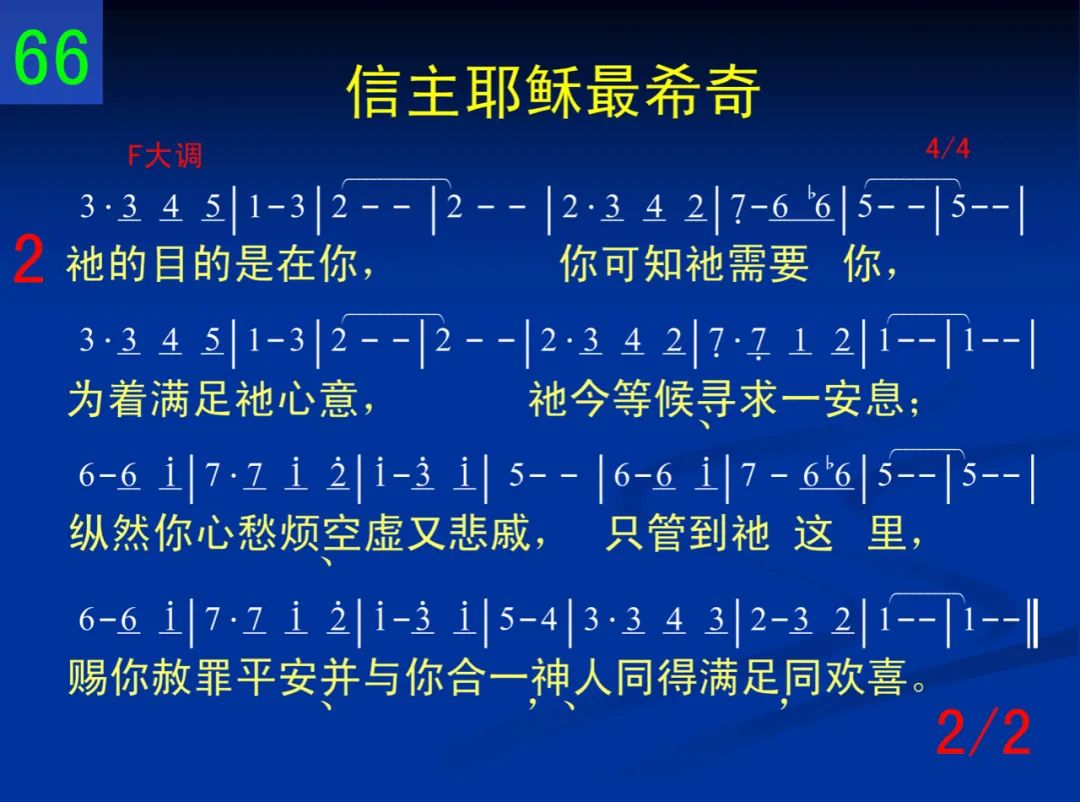 66
信主耶稣最希奇
F大调 4/4
3·3 4 5|1-3|2 - - |2 - - |2·3 4 2|7̣-6 ♭6|5- -|5--|
2
祂的目的是在你， 你可知祂需要 你，
3·3 4 5|1-3|2 - -|2 - - |2·3 4 2|7̣·7̣ 1 2|1--|1--|
为着满足祂心意， 祂今等候、寻求一安息；
6-6 i|7·7 i 2̇|i-3̇ i| 5- - |6-6 i|7 - 6♭6|5--|5--|
纵然你心愁烦、空虚又悲戚， 只管到祂 这 里，
6-6 i|7·7 i 2̇|i-3̇ i|5-4|3·3 4 3|2-3 2|1--|1--‖
赐你赦罪平安、并与你合一，神、人同得满足，同欢喜。
2/2